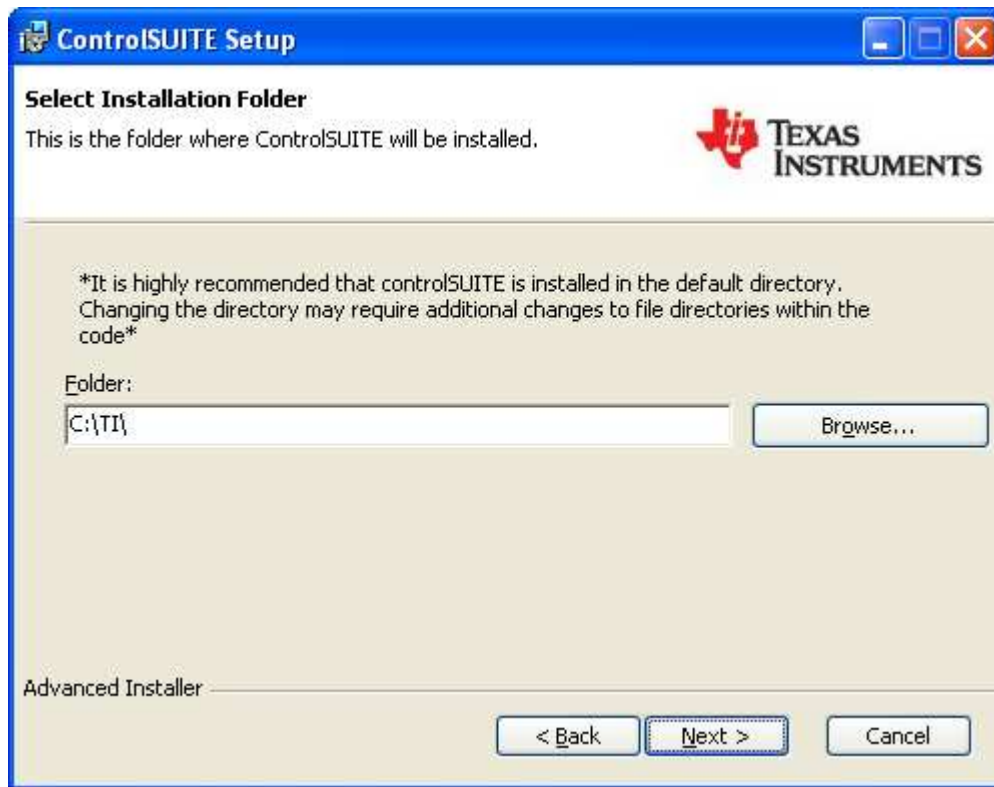 ControlSUITE Setup
Select Installation Folder
This is the folder where ControlSUITE will be installed.
TEXAS
INSTRUMENTS
*It is highly recommended that controlSUITE is installed in the default directory.
Changing the directory may require additional changes to file directories within the
code*
Folder:
C:\TI\
Browse...
Advanced Installer
< Back
Next >
Cancel